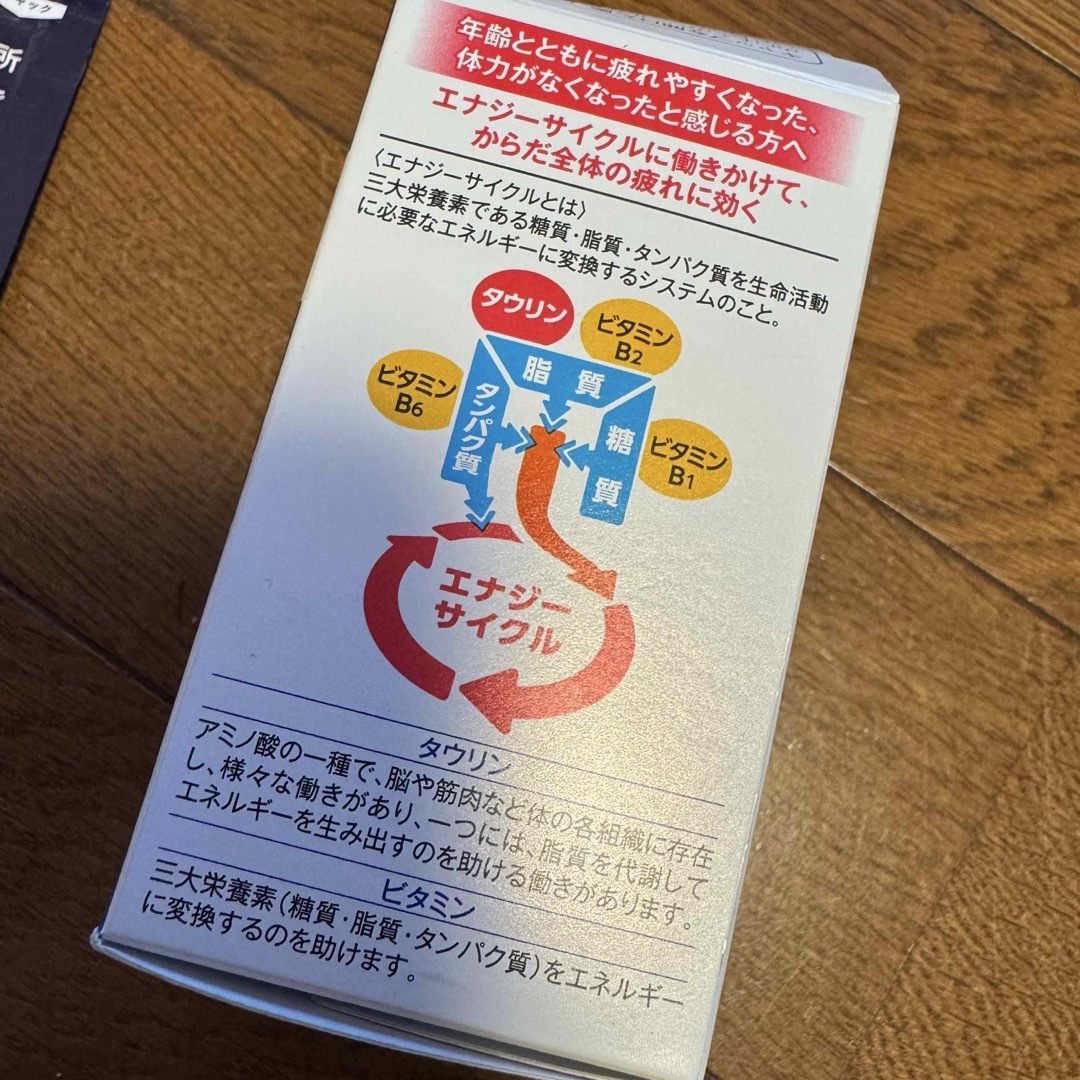 所
年齢とともに疲れやすくなった、
体力がなくなったと感じる方へ
エナジーサイクルに働きかけて、
からだ全体の疲れに効く
〈エナジーサイクルとは〉
三大栄養素である糖質・脂質・タンパク質を生命活動
に必要なエネルギーに変換するシステムのこと。
タウリン
ビタミン
B2
ビタミン
B6
脂質
タンパク質
糖質
ビタミン
B1
エナジー
サイクル
タウリン
アミノ酸の一種で、脳や筋肉など体の各組織に存在
し、様々な働きがあり、一つには、脂質を代謝して
エネルギーを生み出すのを助ける働きがあります。
ビタミン
三大栄養素(糖質・脂質・タンパク質)をエネルギー
に変換するのを助けます。